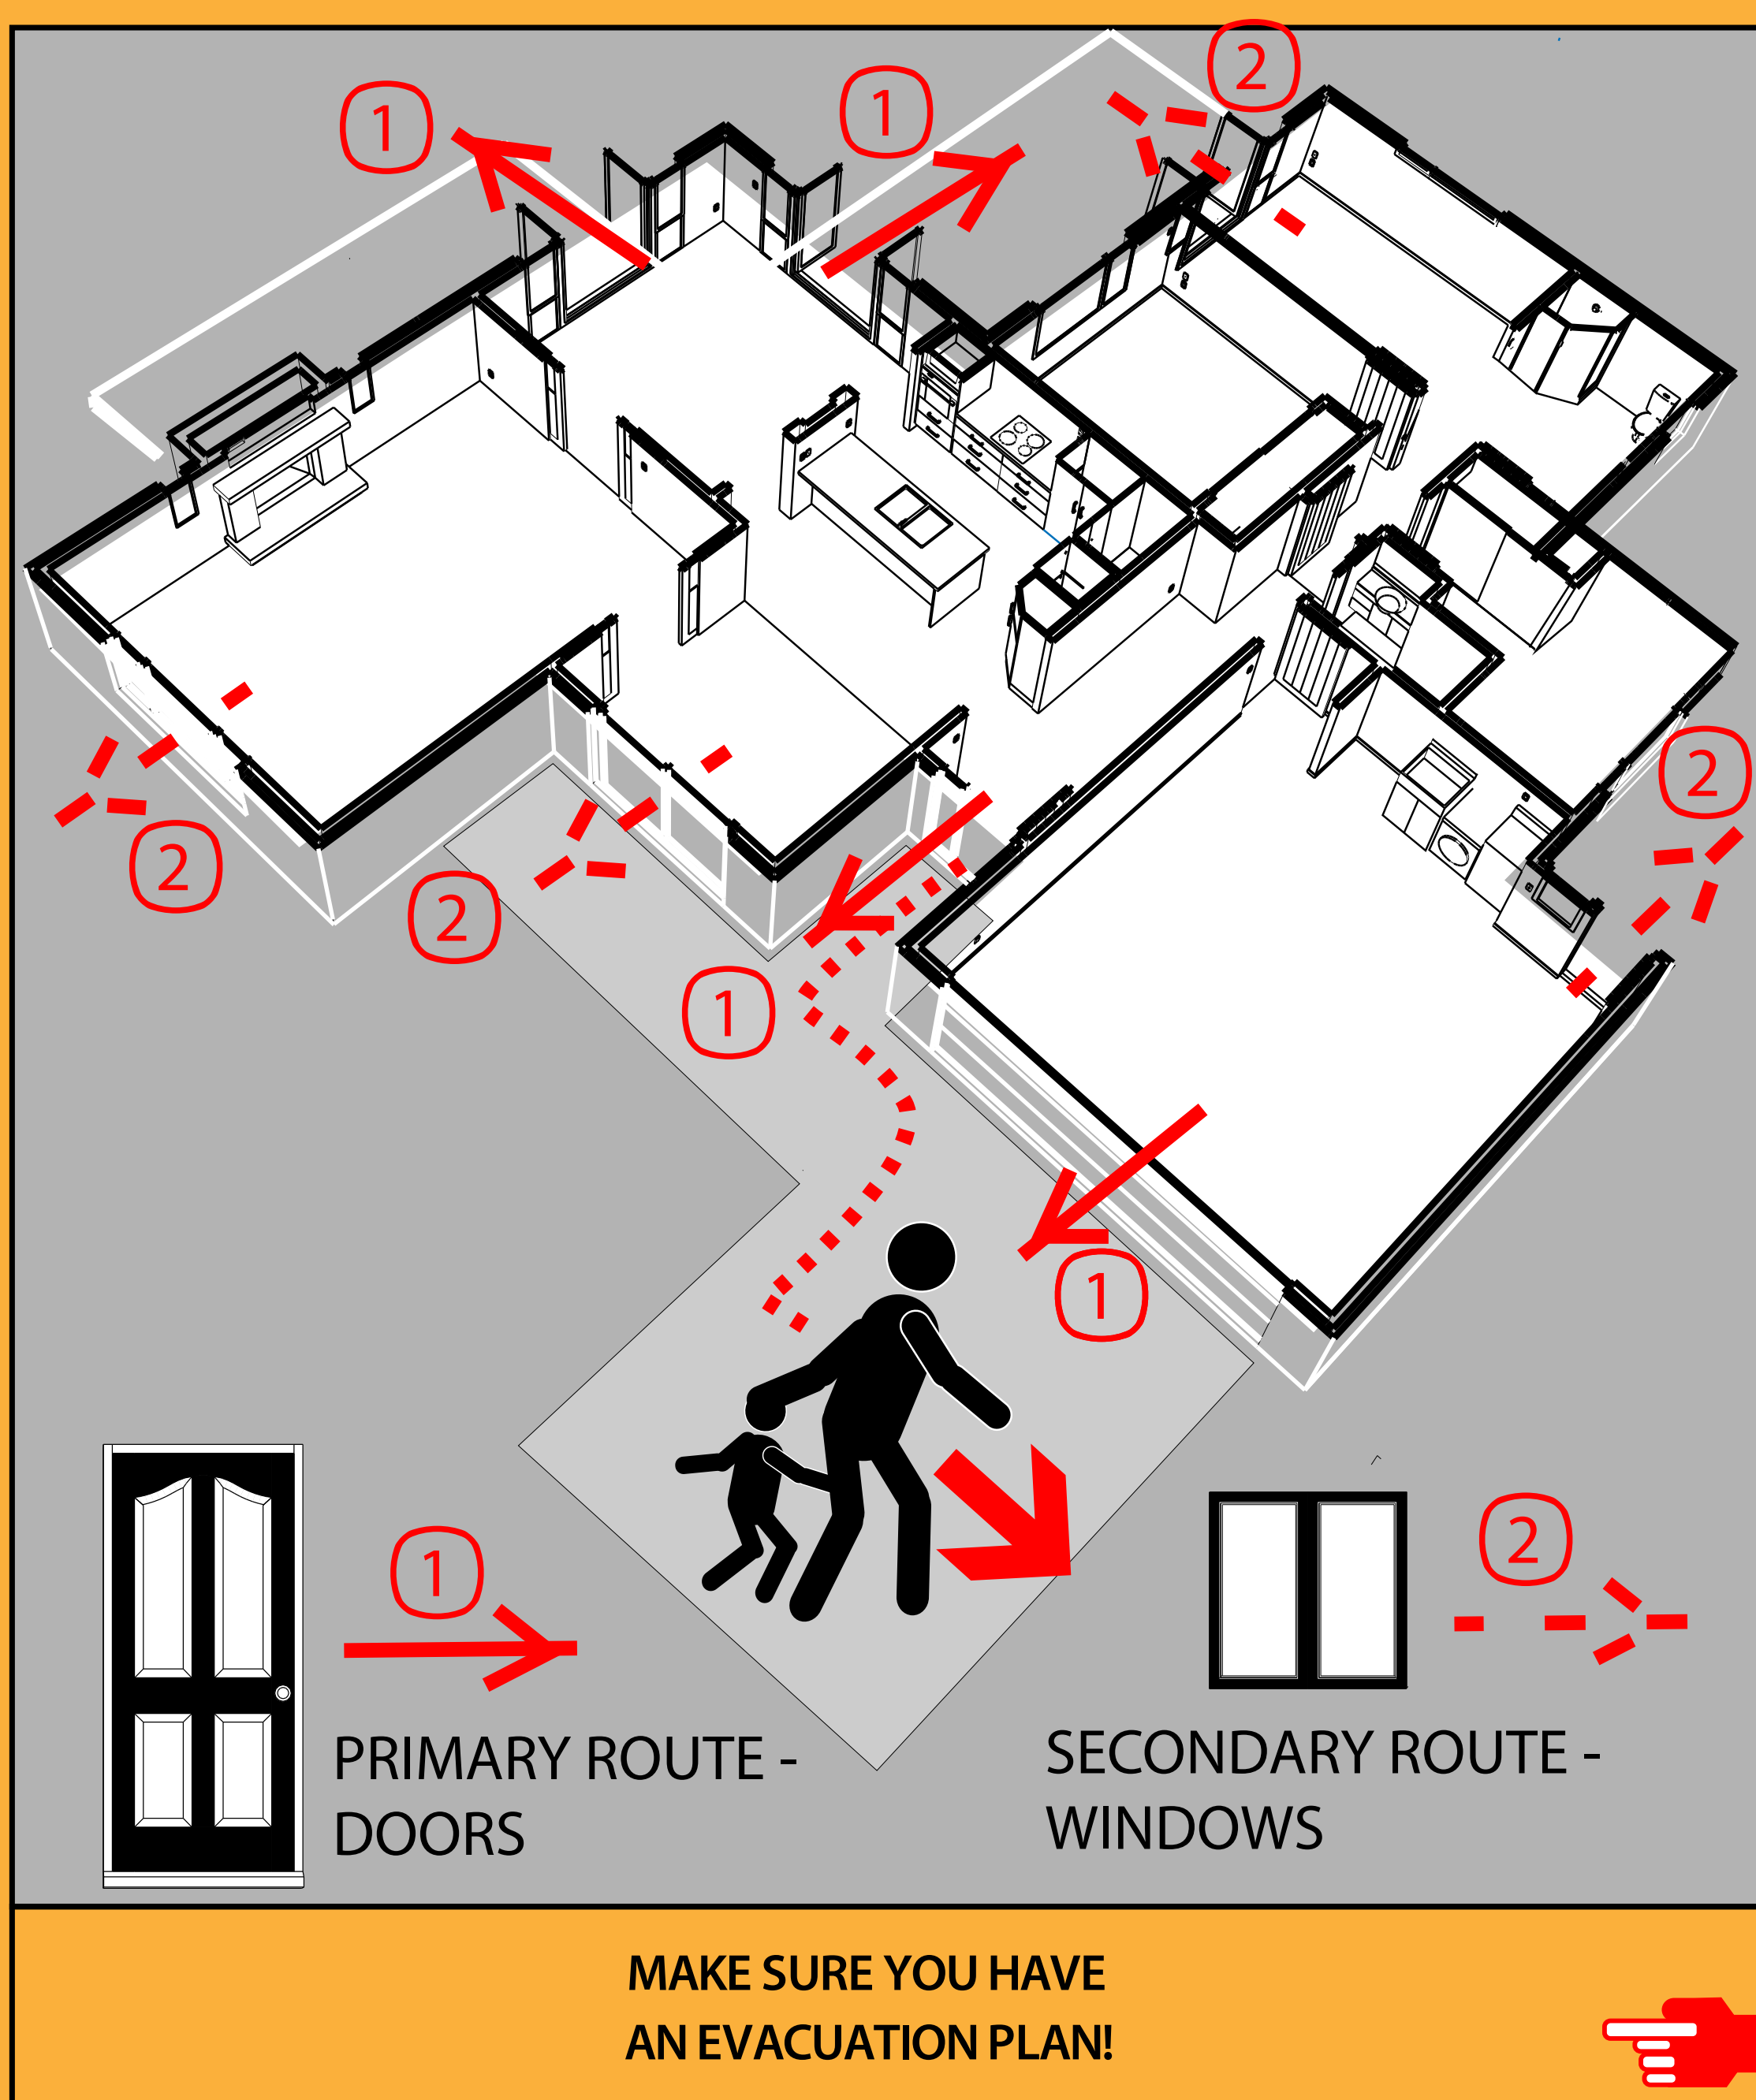 1
1
2
2
2
2
1
1
1
2
PRIMARY ROUTE -
DOORS
SECONDARY ROUTE -
WINDOWS
MAKE SURE YOU HAVE
AN EVACUATION PLAN!